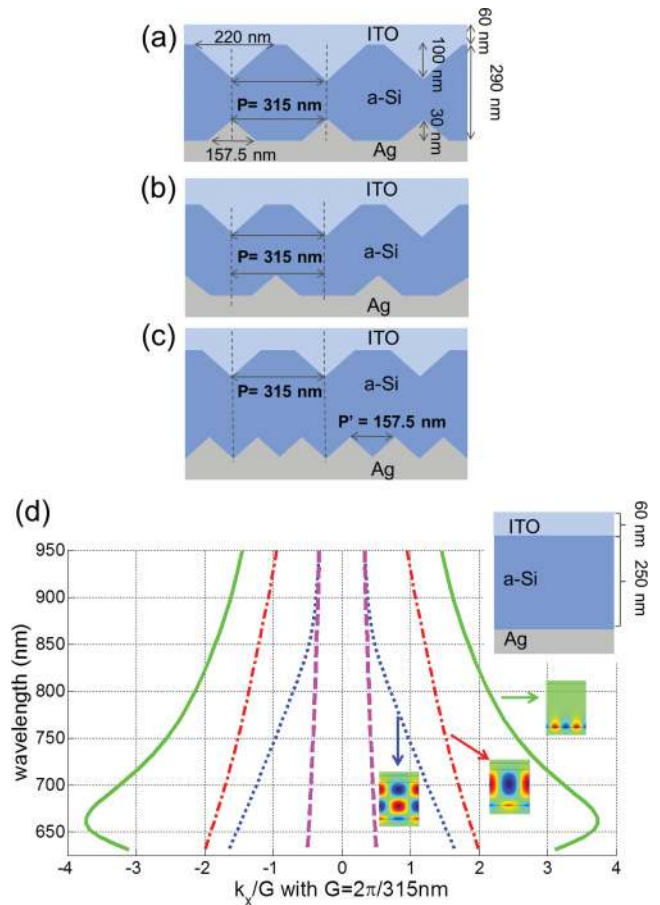 (a)
220 nm
ITO
60 nm
100 nm
a-Si
290 nm
P= 315 nm
30 nm
157.5 nm
Ag
(b)
ITO
P= 315 nm
a-Si
Ag
(c)
ITO
P= 315 nm
a-Si
P' = 157.5 nm
Ag
(d)
ITO
60 nm
a-Si
250 nm
Ag
wavelength (nm)
950
900
850
800
750
700
650
-4 -3 -2 -1 0 1 2 3 4
kₓ/G with G=2π/315nm